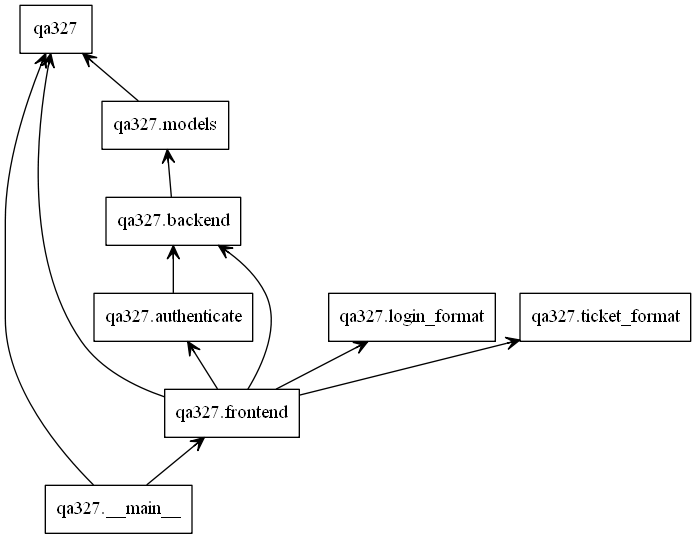 qa327
qa327.models
qa327.backend
qa327.authenticate
qa327.login_format
qa327.ticket_format
qa327.frontend
qa327.__main__